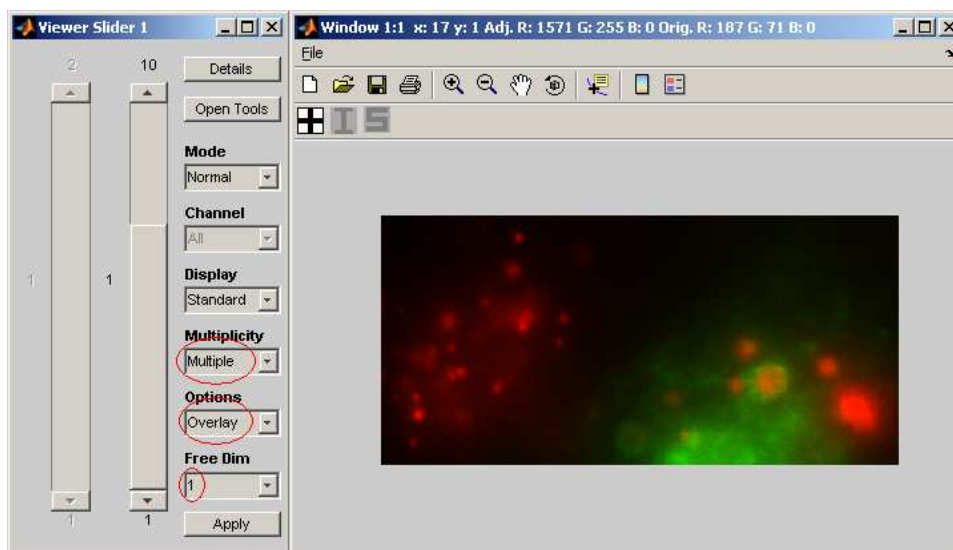 Viewer Slider 1
2
10
Details
Open Tools
Mode
Normal
Channel
All
Display
Standard
1
1
Multiplicity
Multiple
Options
Overlay
Free Dim
1
1
1
Apply
Window 1:1 x: 17 y: 1 Adj. R: 1571 G: 255 B: 0 Orig. R: 187 G: 71 B: 0
File
I S